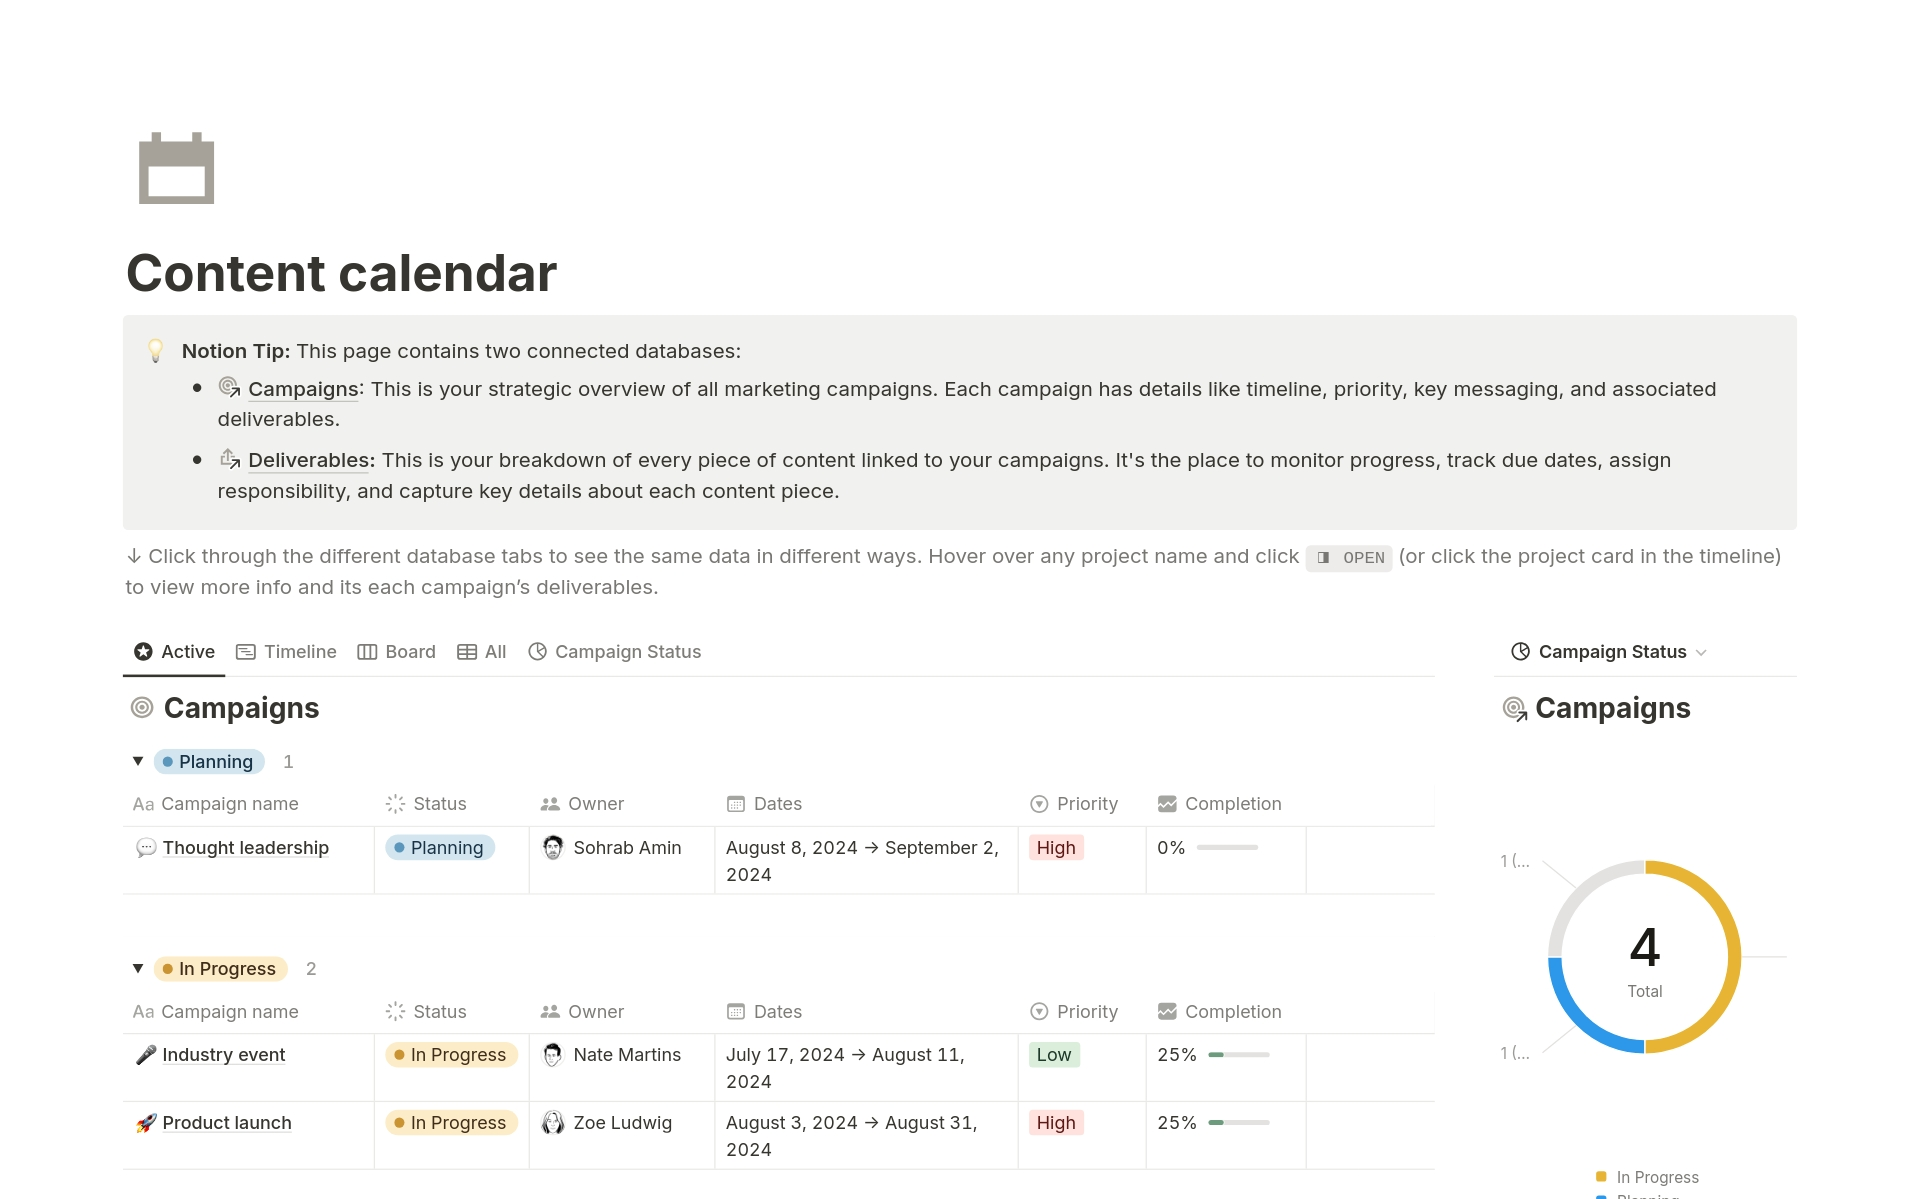 Content calendar
Notion Tip: This page contains two connected databases:
Campaigns: This is your strategic overview of all marketing campaigns. Each campaign has details like timeline, priority, key messaging, and associated
deliverables.
Deliverables: This is your breakdown of every piece of content linked to your campaigns. It's the place to monitor progress, track due dates, assign
responsibility, and capture key details about each content piece.
↓ Click through the different database tabs to see the same data in different ways. Hover over any project name and click ◨ OPEN (or click the project card in the timeline)
to view more info and its each campaign’s deliverables.
Active Timeline Board All Campaign Status
Campaigns
Planning 1
Aa Campaign name Status Owner Dates Priority Completion
Thought leadership Planning Sohrab Amin August 8, 2024 → September 2, High 0%
2024
In Progress 2
Aa Campaign name Status Owner Dates Priority Completion
Industry event In Progress Nate Martins July 17, 2024 → August 11, Low 25%
2024
Product launch In Progress Zoe Ludwig August 3, 2024 → August 31, High 25%
2024
Campaign Status
Campaigns
1 (...
4
Total
1 (...
In Progress